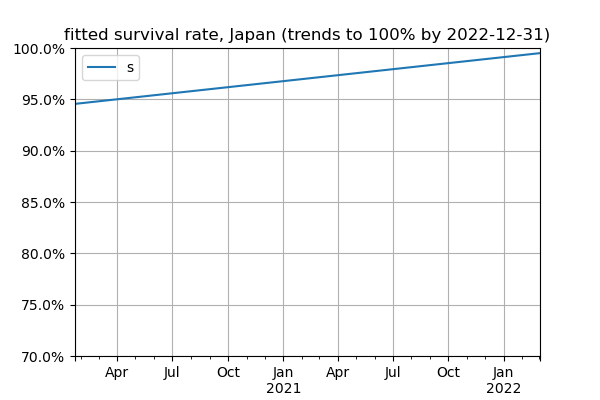 fitted survival rate, Japan (trends to 100% by 2022-12-31)
100.0%
s
95.0%
90.0%
85.0%
80.0%
75.0%
70.0%
Apr Jul Oct Jan Apr Jul Oct Jan
2021 2022